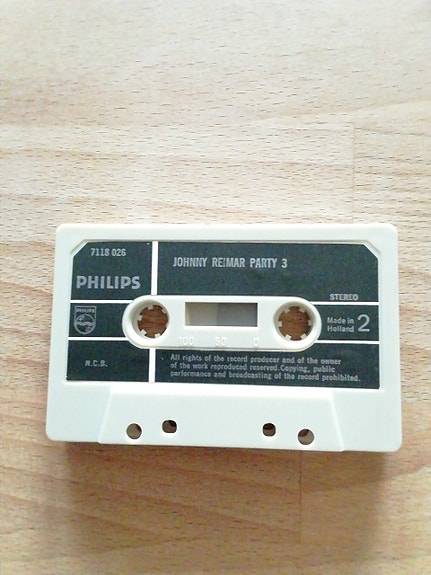 7118 026
JOHNNY REIMAR PARTY 3
PHILIPS
STEREO
PHILIPS
Made in
Holland 2
100 50 0
N.C.B.
All rights of the record producer and of the owner
of the work reproduced reserved.Copying, public
performance and broadcasting of the record prohibited.